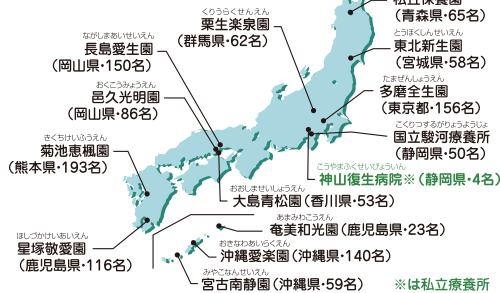 松丘保養園
(青森県・65名)
くりうらくせんえん
栗生楽泉園
(群馬県・62名)
とうほくしんせいえん
東北新生園
(宮城県・58名)
ながしまあいせいえん
長島愛生園
(岡山県・150名)
たまぜんしょうえん
多磨全生園
(東京都・156名)
おくこうみょうえん
邑久光明園
(岡山県・86名)
こくりつするがりょうようじょ
国立駿河療養所
(静岡県・50名)
きくちけいふうえん
菊池恵楓園
(熊本県・193名)
こうやまふくせいびょういん
神山復生病院※(静岡県・4名)
おおしませいしょうえん
大島青松園(香川県・53名)
あまみわこうえん
奄美和光園(鹿児島県・23名)
ほしづかけいあいえん
星塚敬愛園
(鹿児島県・116名)
おきなわあいらくえん
沖縄愛楽園(沖縄県・140名)
みやこなんせいえん
宮古南静園(沖縄県・59名)
※は私立療養所